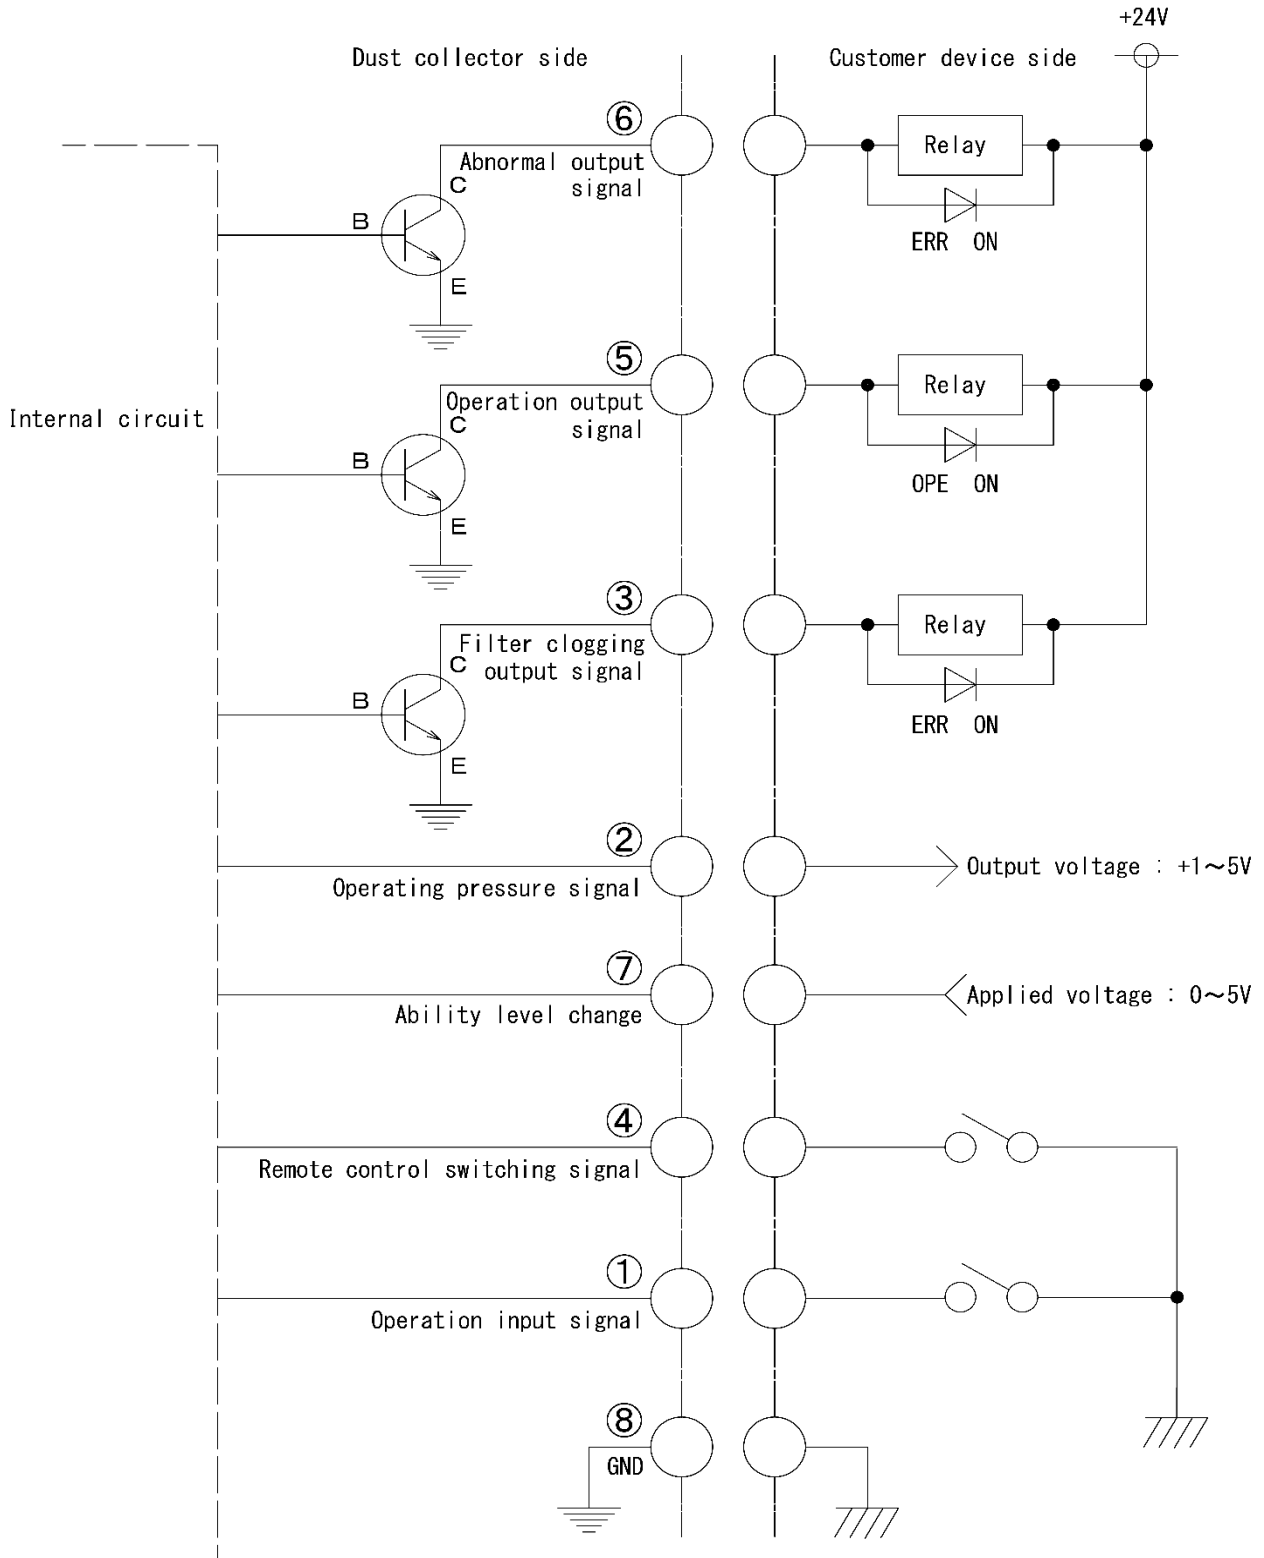 +24V
Dust collector side
Customer device side
⑥
Relay
Abnormal output
signal
C
B
ERR ON
E
⑤
Relay
Operation output
signal
C
Internal circuit
B
OPE ON
E
③
Relay
Filter clogging
output signal
C
B
ERR ON
E
②
Output voltage : +1～5V
Operating pressure signal
⑦
Applied voltage : 0～5V
Ability level change
④
Remote control switching signal
①
Operation input signal
⑧
GND